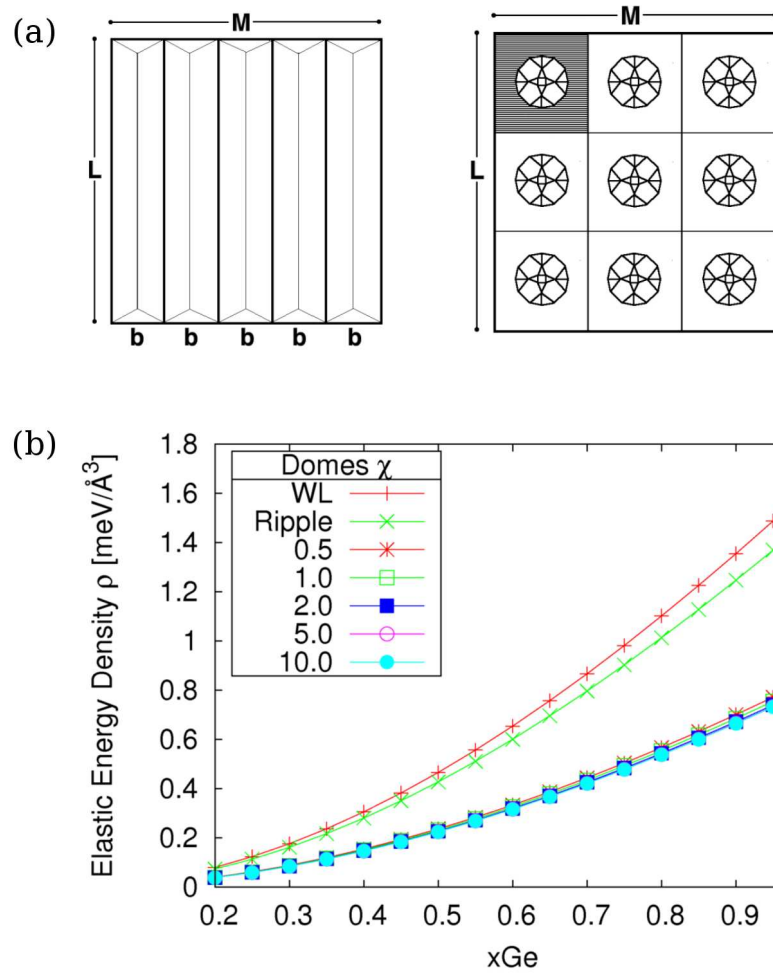 (a)
M
M
L
L
b b b b b
(b)
Elastic Energy Density ρ [meV/Å³]
1.8
1.6
1.4
1.2
1
0.8
0.6
0.4
0.2
0
Domes χ
WL
Ripple
0.5
1.0
2.0
5.0
10.0
0.2 0.3 0.4 0.5 0.6 0.7 0.8 0.9
xGe